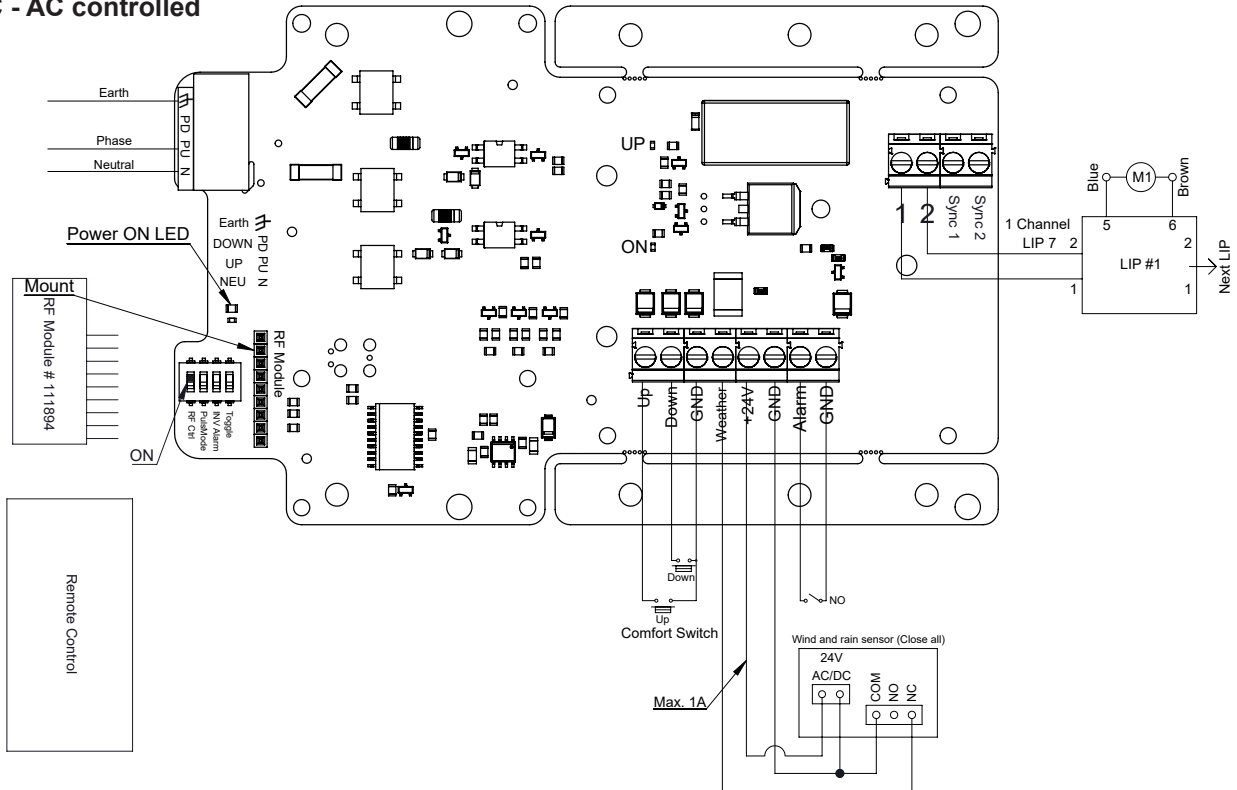 - AC controlled
Earth
Phase
Neutral
PD PU N
Earth
DOWN
UP
NEU
PD PU N
Power ON LED
Mount
RF Module # 111894
RF Module
Toggle
INV Alarm
PulsMode
RF Ctrl
ON
Remote Control
UP
ON
1 2 Sync 1 Sync 2
1 Channel
LIP 7 2
1
Blue
M1
Brown
5 6
2
LIP #1
1
Next LIP
Up Down GND Weather +24V GND Alarm GND
Down
Up
Comfort Switch
NO
Max. 1A
Wind and rain sensor (Close all)
24V
AC/DC
COM
NO
NC